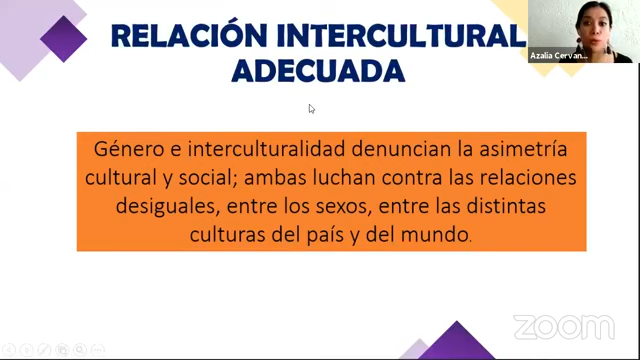 RELACIÓN INTERCULTURAL
ADECUADA
Azalia Cervan...
Género e interculturalidad denuncian la asimetría
cultural y social; ambas luchan contra las relaciones
desiguales, entre los sexos, entre las distintas
culturas del país y del mundo.
zoom